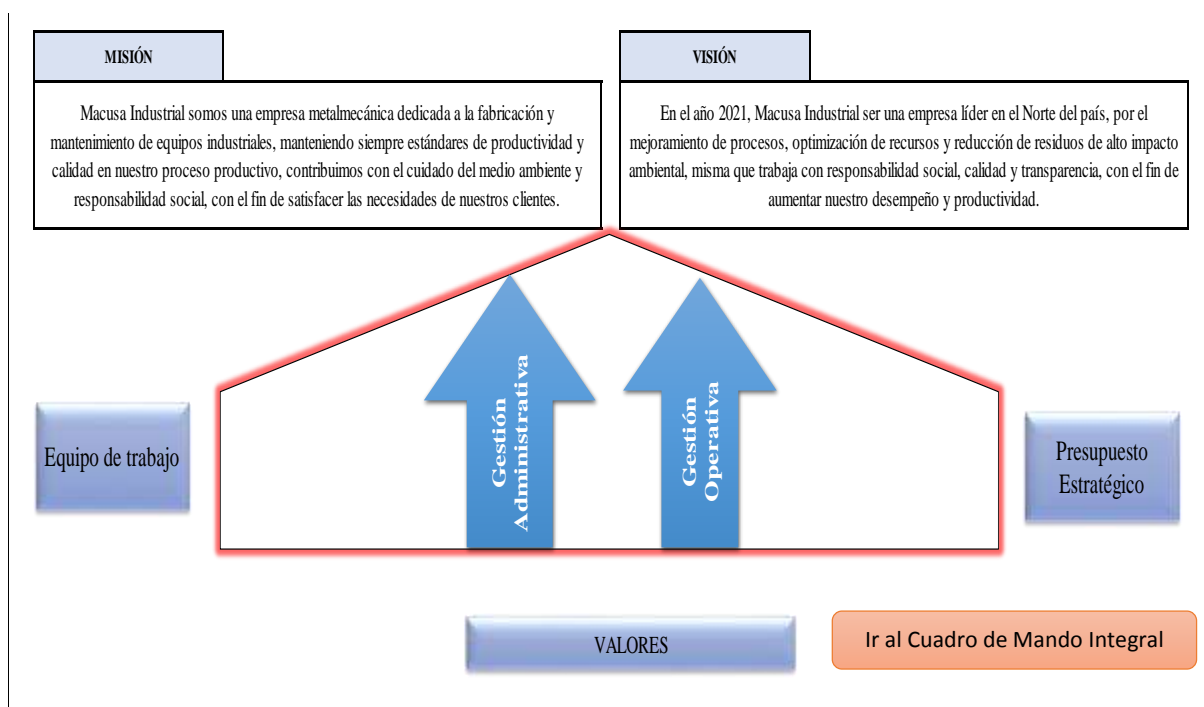 MISIÓN
Macusa Industrial somos una empresa metalmecánica dedicada a la fabricación y
mantenimiento de equipos industriales, manteniendo siempre estándares de productividad y
calidad en nuestro proceso productivo, contribuimos con el cuidado del medio ambiente y
responsabilidad social, con el fin de satisfacer las necesidades de nuestros clientes.
VISIÓN
En el año 2021, Macusa Industrial ser una empresa líder en el Norte del país, por el
mejoramiento de procesos, optimización de recursos y reducción de residuos de alto impacto
ambiental, misma que trabaja con responsabilidad social, calidad y transparencia, con el fin de
aumentar nuestro desempeño y productividad.
Equipo de trabajo
Gestión
Administrativa
Gestión
Operativa
Presupuesto
Estratégico
VALORES
Ir al Cuadro de Mando Integral